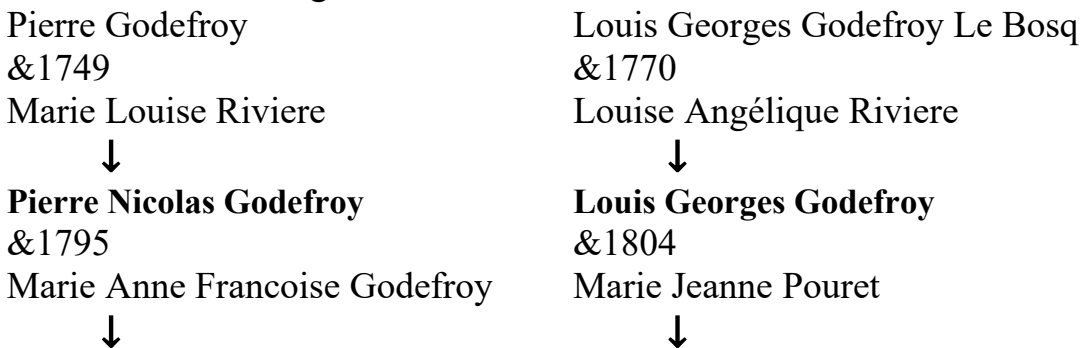 Pierre Godefroy
&1749
Marie Louise Riviere
↓
Pierre Nicolas Godefroy
&1795
Marie Anne Francoise Godefroy
↓
Louis Georges Godefroy Le Bosq
&1770
Louise Angélique Riviere
↓
Louis Georges Godefroy
&1804
Marie Jeanne Pouret
↓